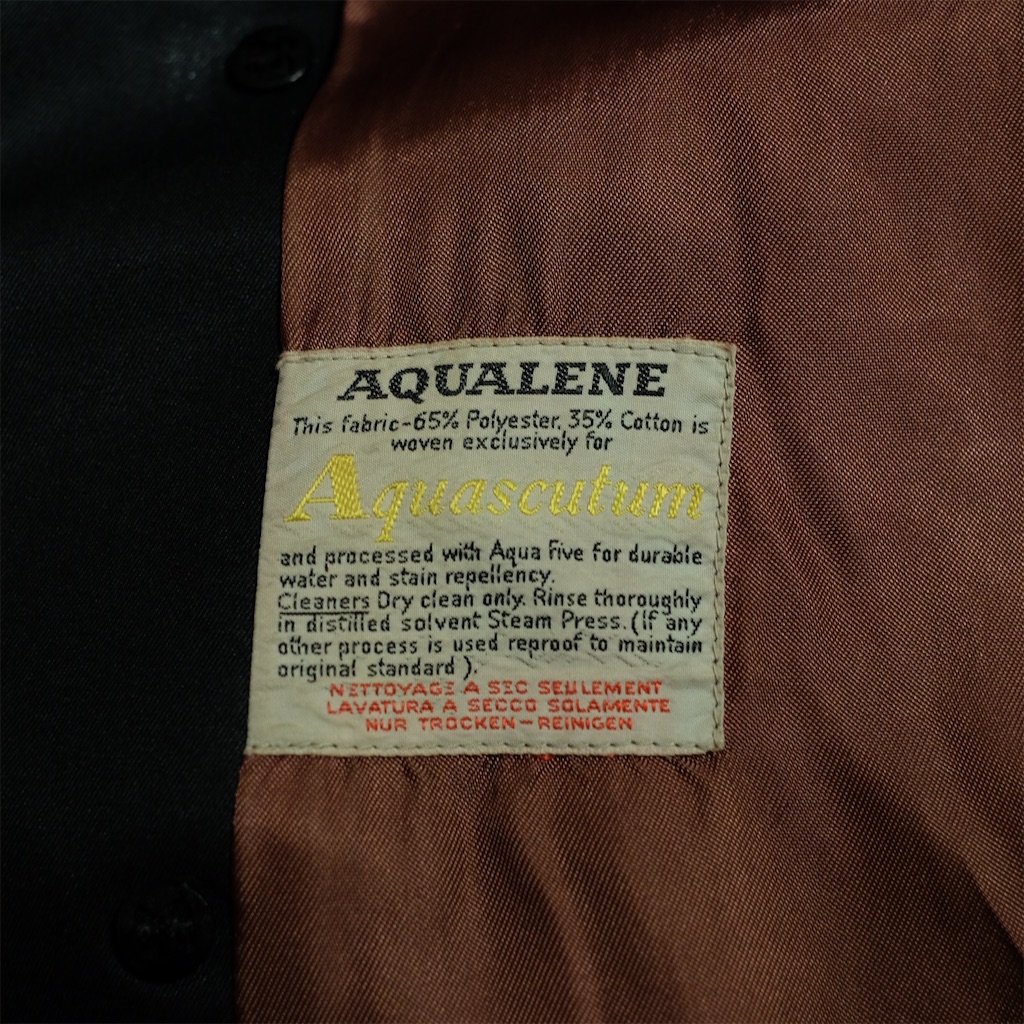 AQUALENE
This fabric-65% Polyester, 35% Cotton is
woven exclusively for
Aquascutum
and processed with Aqua Five for durable
water and stain repellency.
Cleaners Dry clean only. Rinse thoroughly
in distilled solvent Steam Press. (If any
other process is used reproof to maintain
original standard ).
NETTOYAGE A SEC SEULEMENT
LAVATURA A SECCO SOLAMENTE
NUR TROCKEN-REINIGEN